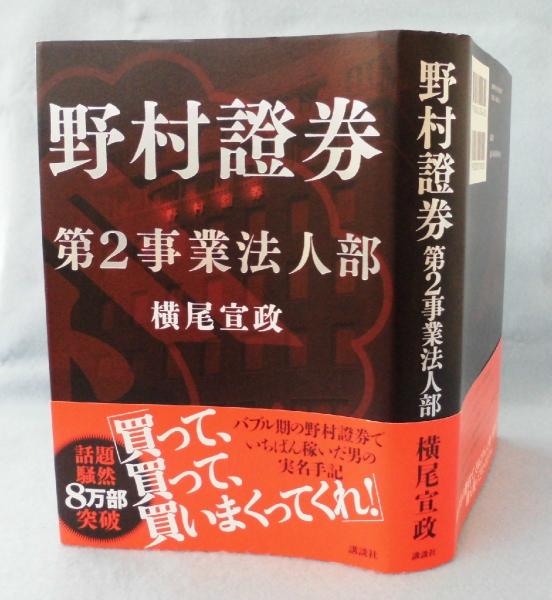 野村證券
野村證券
第2事業法人部
横尾宣政
バブル期の野村證券で
いちばん稼いだ男の
実名手記
「買って、
買って、
買いまくってくれ!」
話題
騒然
8万部
突破
講談社
野村證券 第2事業法人部 横尾宣政
講談社